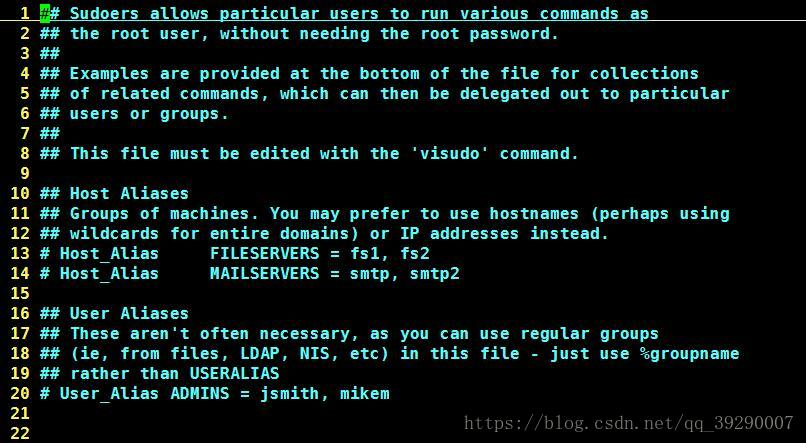 1 ## Sudoers allows particular users to run various commands as
2 ## the root user, without needing the root password.
3 ##
4 ## Examples are provided at the bottom of the file for collections
5 ## of related commands, which can then be delegated out to particular
6 ## users or groups.
7 ##
8 ## This file must be edited with the 'visudo' command.
9
10 ## Host Aliases
11 ## Groups of machines. You may prefer to use hostnames (perhaps using
12 ## wildcards for entire domains) or IP addresses instead.
13 # Host_Alias     FILESERVERS = fs1, fs2
14 # Host_Alias     MAILSERVERS = smtp, smtp2
15
16 ## User Aliases
17 ## These aren't often necessary, as you can use regular groups
18 ## (ie, from files, LDAP, NIS, etc) in this file - just use %groupname
19 ## rather than USERALIAS
20 # User_Alias ADMINS = jsmith, mikem
21
22
https://blog.csdn.net/qq_39290007